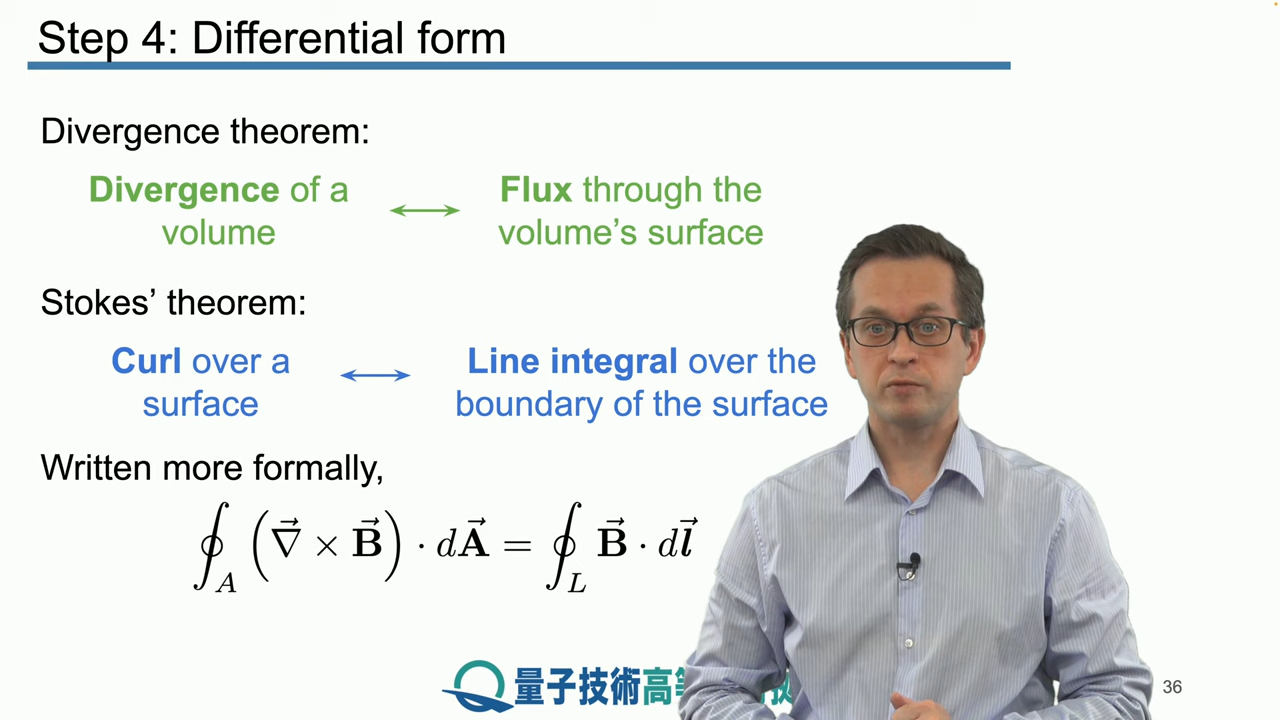 Step 4: Differential form
Divergence theorem:
Divergence of a
volume
Flux through the
volume’s surface
Stokes’ theorem:
Curl over a
surface
Line integral over the
boundary of the surface
Written more formally,
∮_A (∇⃗ × B⃗) · dA⃗ = ∮_L B⃗ · dl⃗
量子技術高
36